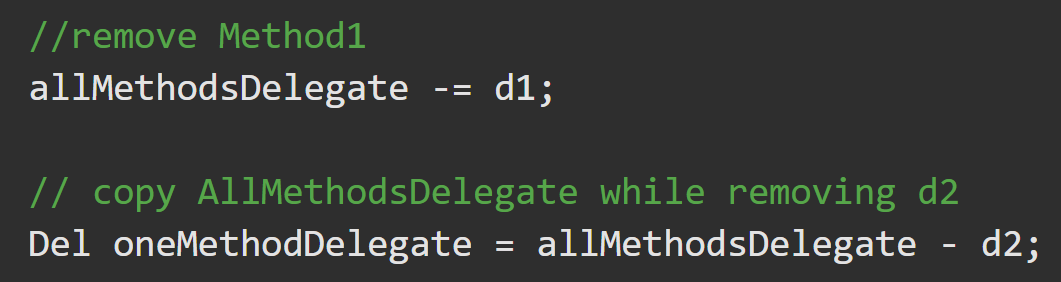 //remove Method1
allMethodsDelegate -= d1;
// copy AllMethodsDelegate while removing d2
Del oneMethodDelegate = allMethodsDelegate - d2;